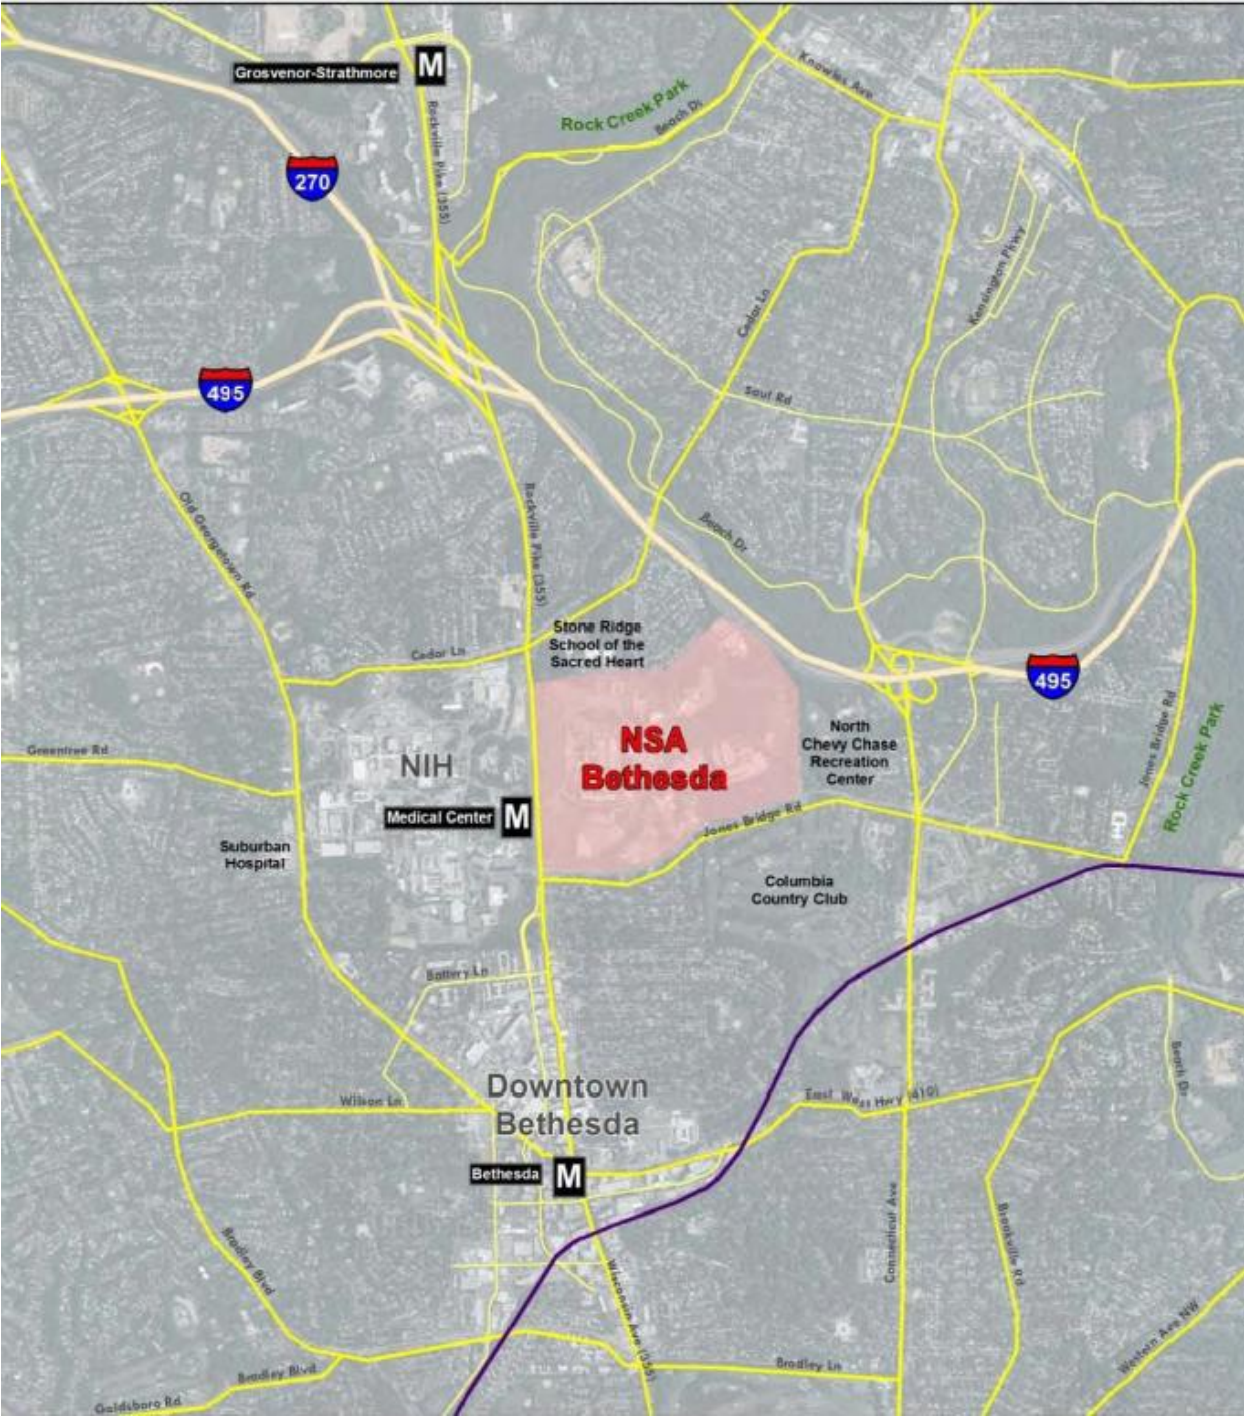 Grosvenor-Strathmore
M
Rockville Pike (355)
Rock Creek Park
Beach Dr
Knowles Ave
270
Kensington Pkwy
Cedar Ln
Saul Rd
495
Old Georgetown Rd
Rockville Pike (355)
Beach Dr
Stone Ridge
School of the
Sacred Heart
Cedar Ln
495
Jones Bridge Rd
Rock Creek Park
Greentree Rd
NIH
NSA
Bethesda
North
Chevy Chase
Recreation
Center
Medical Center
M
Jones Bridge Rd
Suburban
Hospital
Columbia
Country Club
Battery Ln
Downtown
Bethesda
Wilson Ln
East West Hwy (410)
Beach Dr
Bethesda
M
Connecticut Ave
Brookville Rd
Bradley Blvd
Wisconsin Ave (355)
Western Ave NW
Bradley Ln
Bradley Blvd
Goldsboro Rd